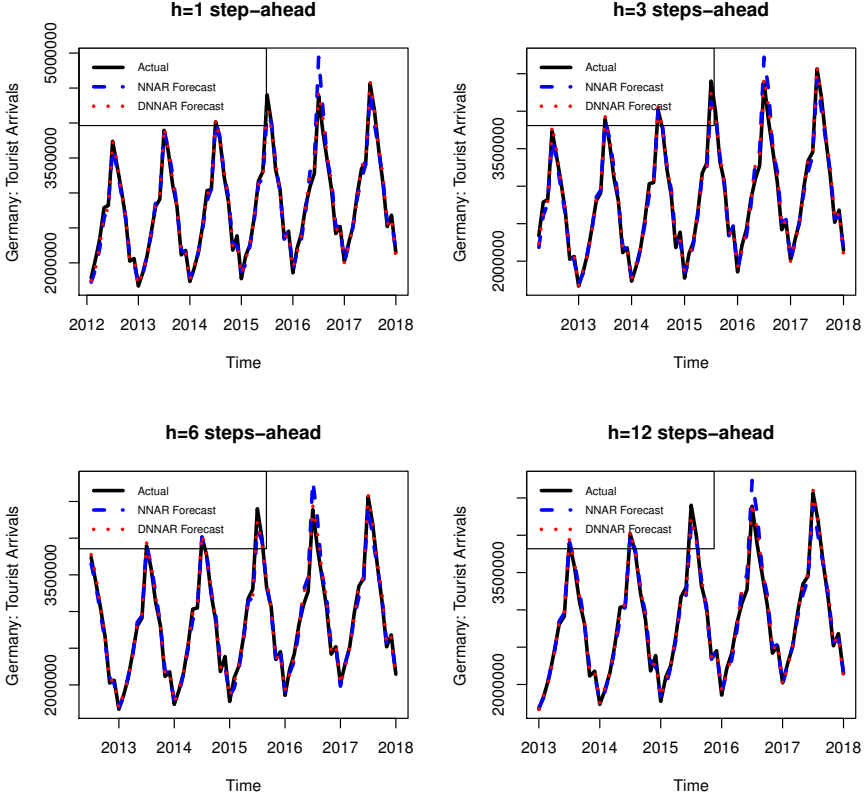 h=1 step−ahead
Germany: Tourist Arrivals
5000000
3500000
2000000
Actual
NNAR Forecast
DNNAR Forecast
2012 2013 2014 2015 2016 2017 2018
Time
h=3 steps−ahead
Germany: Tourist Arrivals
3500000
2000000
Actual
NNAR Forecast
DNNAR Forecast
2013 2014 2015 2016 2017 2018
Time
h=6 steps−ahead
Germany: Tourist Arrivals
3500000
2000000
Actual
NNAR Forecast
DNNAR Forecast
2013 2014 2015 2016 2017 2018
Time
h=12 steps−ahead
Germany: Tourist Arrivals
3500000
2000000
Actual
NNAR Forecast
DNNAR Forecast
2013 2014 2015 2016 2017 2018
Time